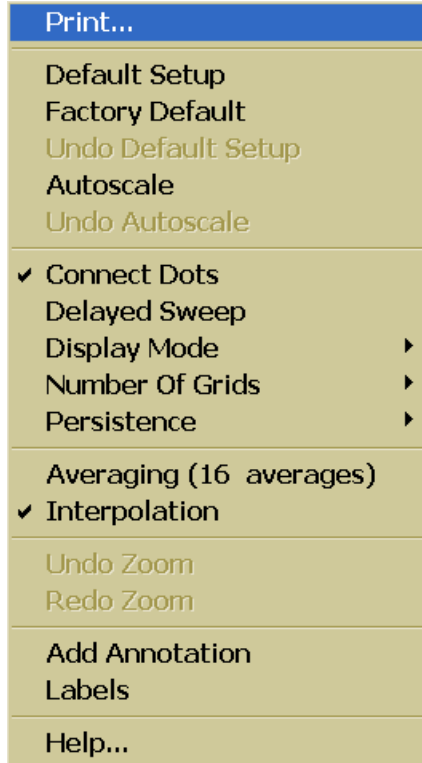 Print...
Default Setup
Factory Default
Undo Default Setup
Autoscale
Undo Autoscale
Connect Dots
Delayed Sweep
Display Mode
Number Of Grids
Persistence
Averaging (16  averages)
Interpolation
Undo Zoom
Redo Zoom
Add Annotation
Labels
Help...